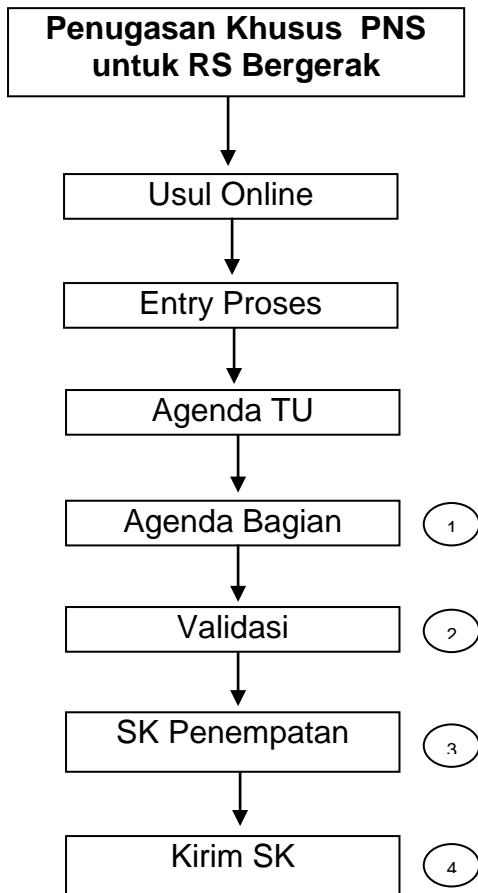 Penugasan Khusus PNS
untuk RS Bergerak
Usul Online
Entry Proses
Agenda TU
Agenda Bagian
1
Validasi
2
SK Penempatan
3
Kirim SK
4